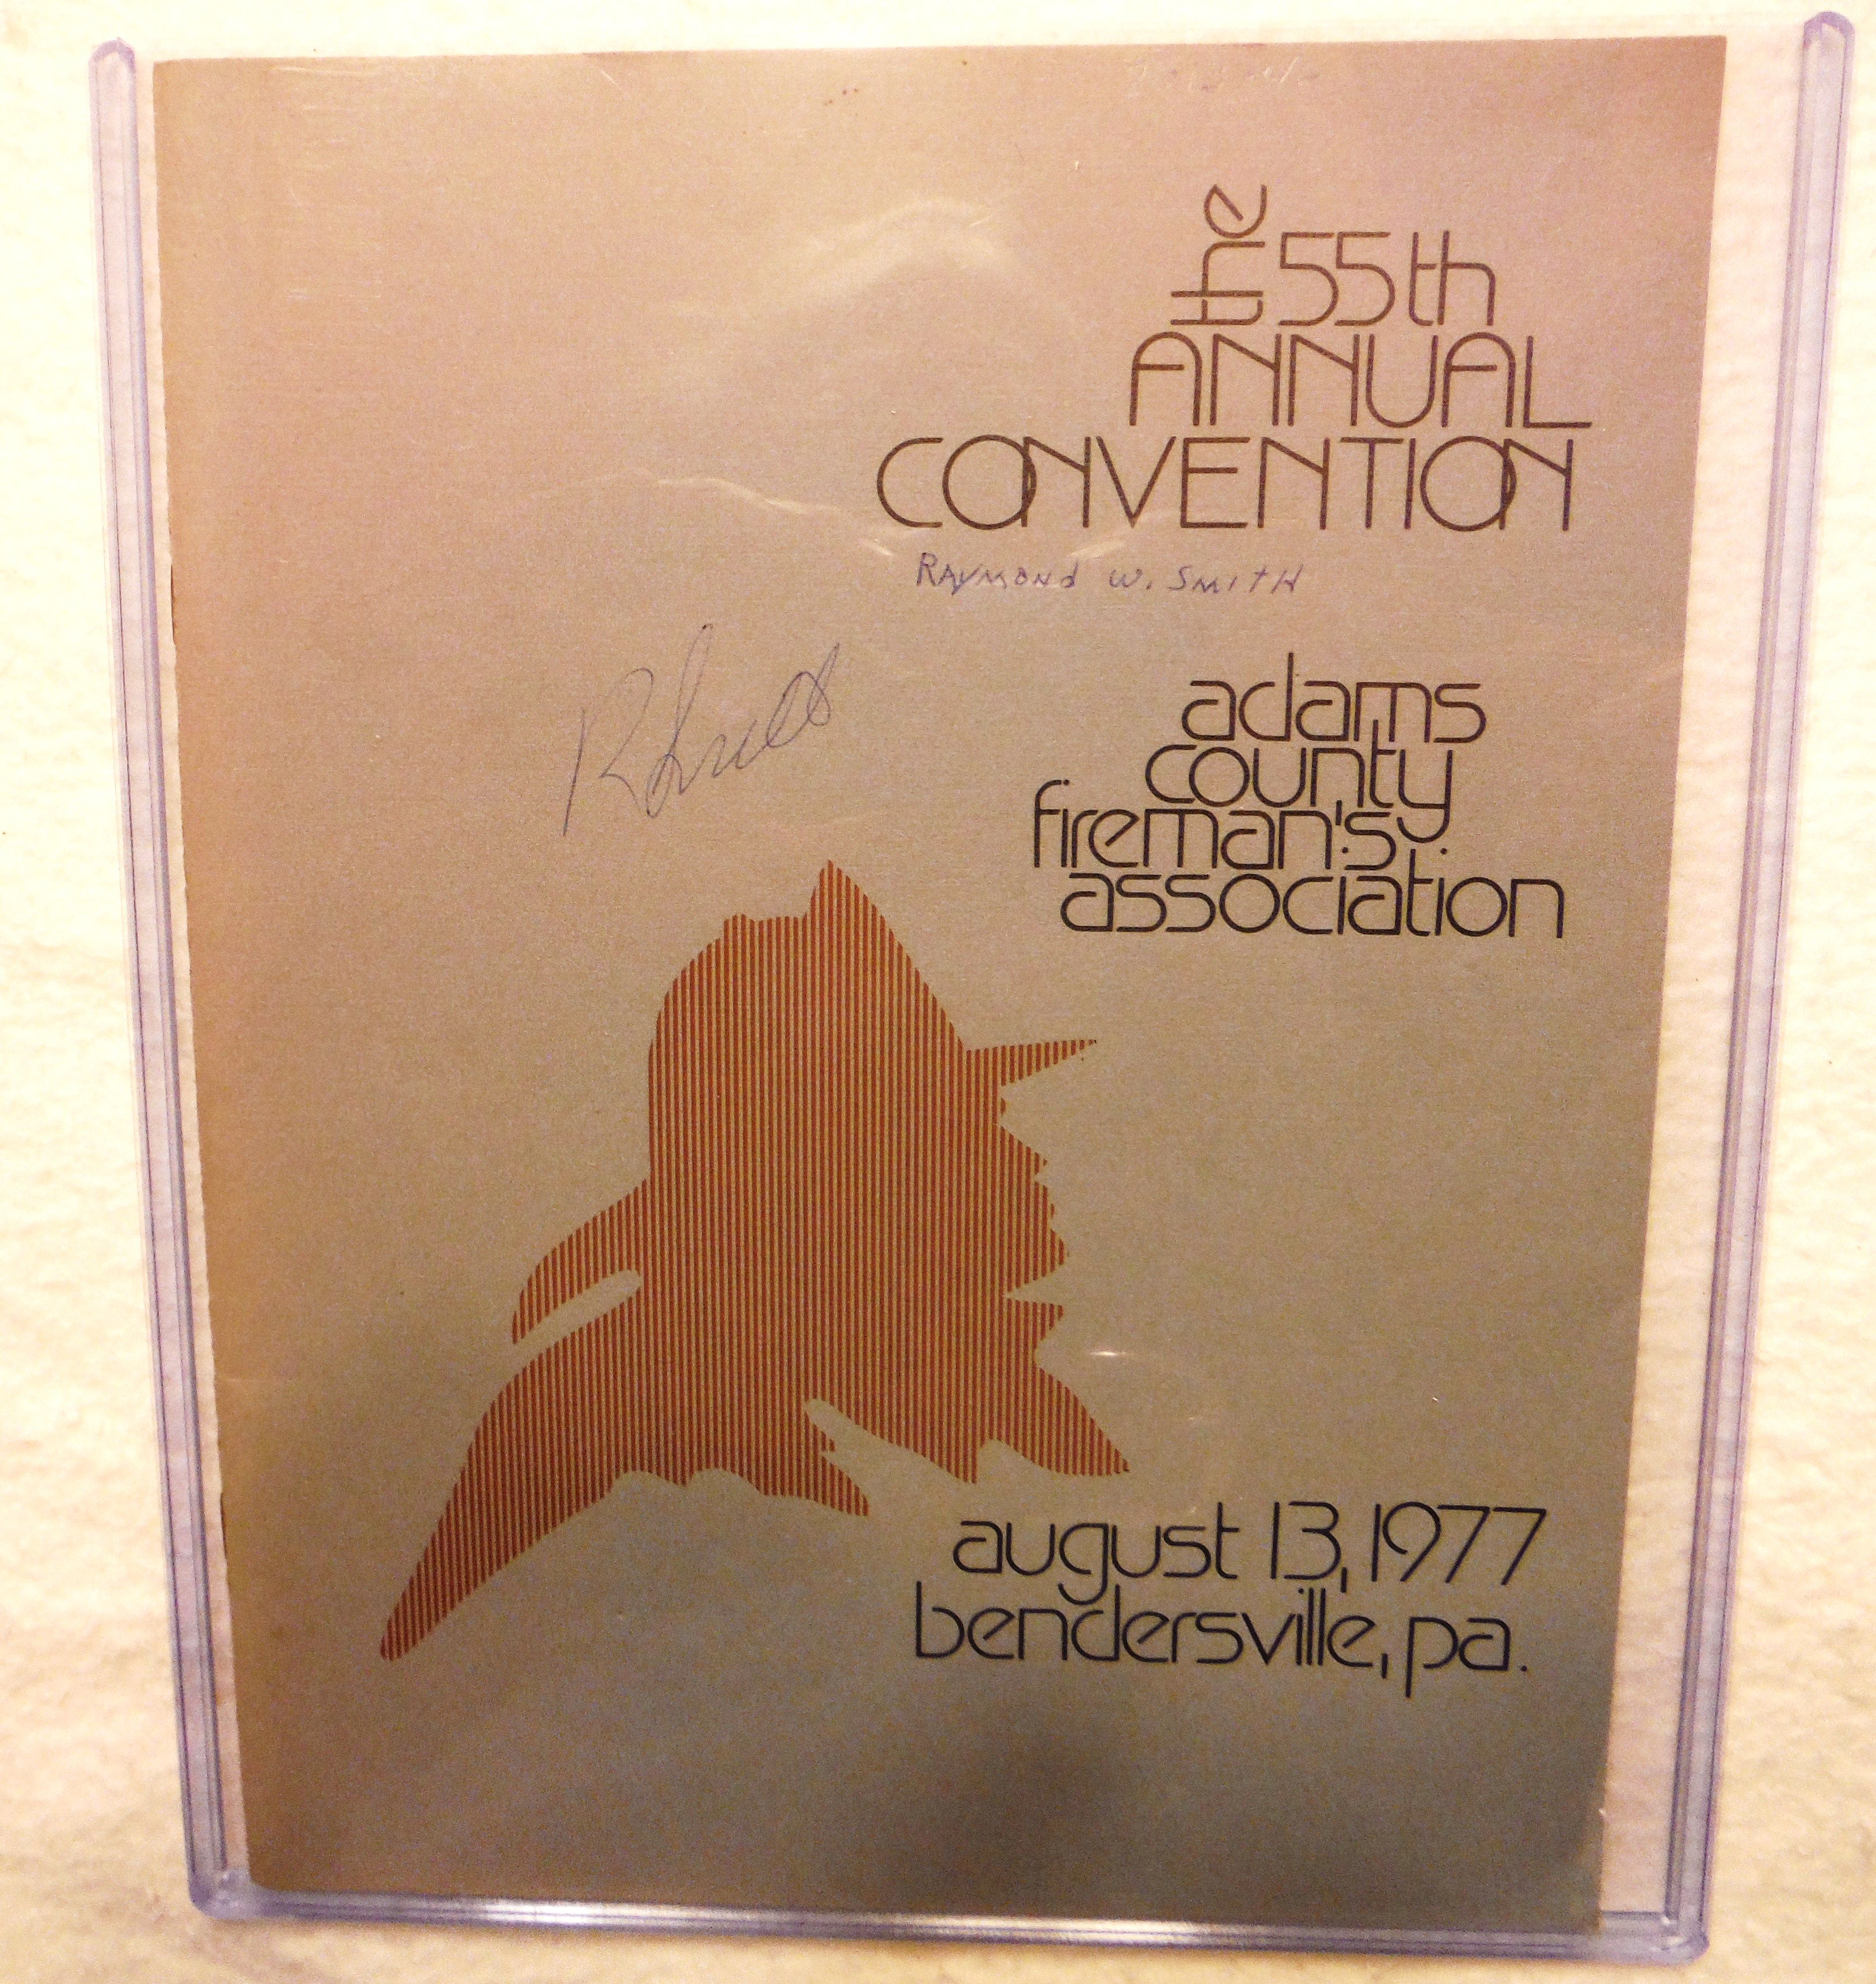 the 55th
ANNUAL
CONVENTION
RAYMOND W. SMITH
adams
county
fireman's
association
august 13, 1977
bendersville, pa.